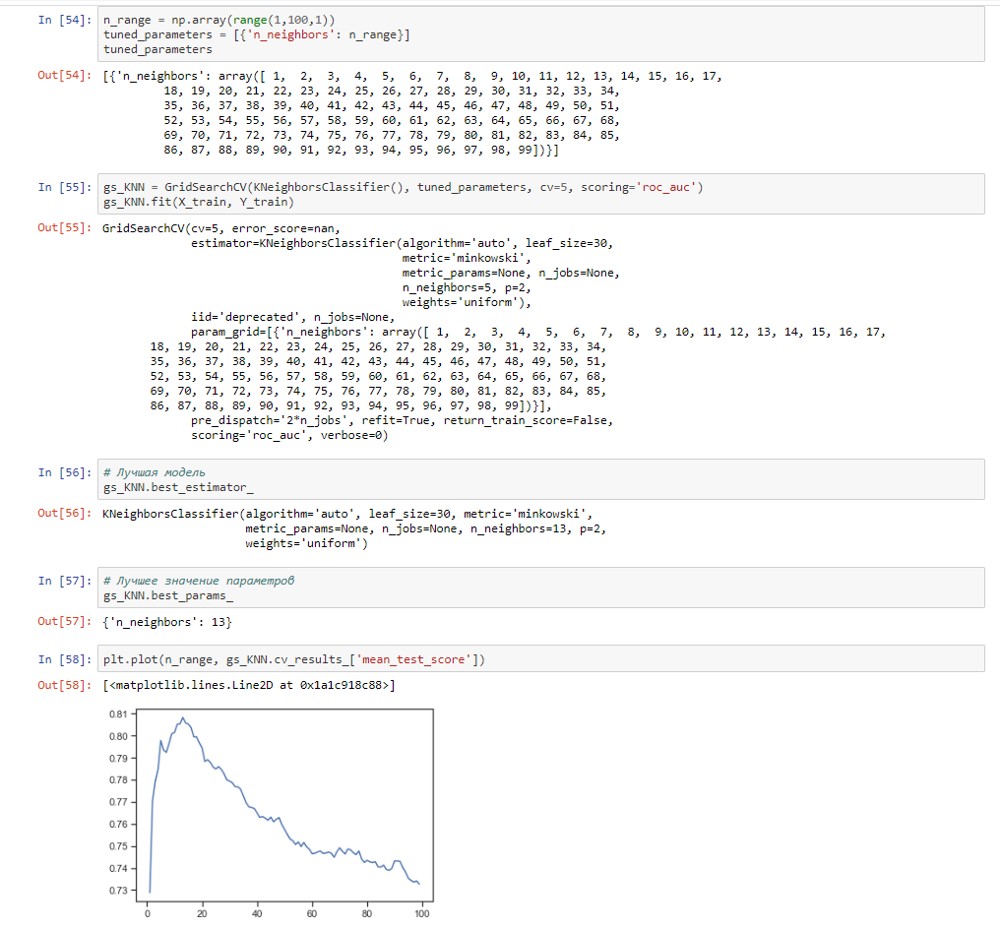 In [54]: n_range = np.array(range(1,100,1))
tuned_parameters = [{'n_neighbors': n_range}]
tuned_parameters
Out[54]: [{'n_neighbors': array([ 1,  2,  3,  4,  5,  6,  7,  8,  9, 10, 11, 12, 13, 14, 15, 16, 17,
18, 19, 20, 21, 22, 23, 24, 25, 26, 27, 28, 29, 30, 31, 32, 33, 34,
35, 36, 37, 38, 39, 40, 41, 42, 43, 44, 45, 46, 47, 48, 49, 50, 51,
52, 53, 54, 55, 56, 57, 58, 59, 60, 61, 62, 63, 64, 65, 66, 67, 68,
69, 70, 71, 72, 73, 74, 75, 76, 77, 78, 79, 80, 81, 82, 83, 84, 85,
86, 87, 88, 89, 90, 91, 92, 93, 94, 95, 96, 97, 98, 99])}]
In [55]: gs_KNN = GridSearchCV(KNeighborsClassifier(), tuned_parameters, cv=5, scoring='roc_auc')
gs_KNN.fit(X_train, Y_train)
Out[55]: GridSearchCV(cv=5, error_score=nan,
estimator=KNeighborsClassifier(algorithm='auto', leaf_size=30,
metric='minkowski',
metric_params=None, n_jobs=None,
n_neighbors=5, p=2,
weights='uniform'),
iid='deprecated', n_jobs=None,
param_grid=[{'n_neighbors': array([ 1,  2,  3,  4,  5,  6,  7,  8,  9, 10, 11, 12, 13, 14, 15, 16, 17,
18, 19, 20, 21, 22, 23, 24, 25, 26, 27, 28, 29, 30, 31, 32, 33, 34,
35, 36, 37, 38, 39, 40, 41, 42, 43, 44, 45, 46, 47, 48, 49, 50, 51,
52, 53, 54, 55, 56, 57, 58, 59, 60, 61, 62, 63, 64, 65, 66, 67, 68,
69, 70, 71, 72, 73, 74, 75, 76, 77, 78, 79, 80, 81, 82, 83, 84, 85,
86, 87, 88, 89, 90, 91, 92, 93, 94, 95, 96, 97, 98, 99])}],
pre_dispatch='2*n_jobs', refit=True, return_train_score=False,
scoring='roc_auc', verbose=0)
In [56]: # Лучшая модель
gs_KNN.best_estimator_
Out[56]: KNeighborsClassifier(algorithm='auto', leaf_size=30, metric='minkowski',
metric_params=None, n_jobs=None, n_neighbors=13, p=2,
weights='uniform')
In [57]: # Лучшее значение параметров
gs_KNN.best_params_
Out[57]: {'n_neighbors': 13}
In [58]: plt.plot(n_range, gs_KNN.cv_results_['mean_test_score'])
Out[58]: [<matplotlib.lines.Line2D at 0x1a1c918c88>]
0.81
0.80
0.79
0.78
0.77
0.76
0.75
0.74
0.73
0 20 40 60 80 100